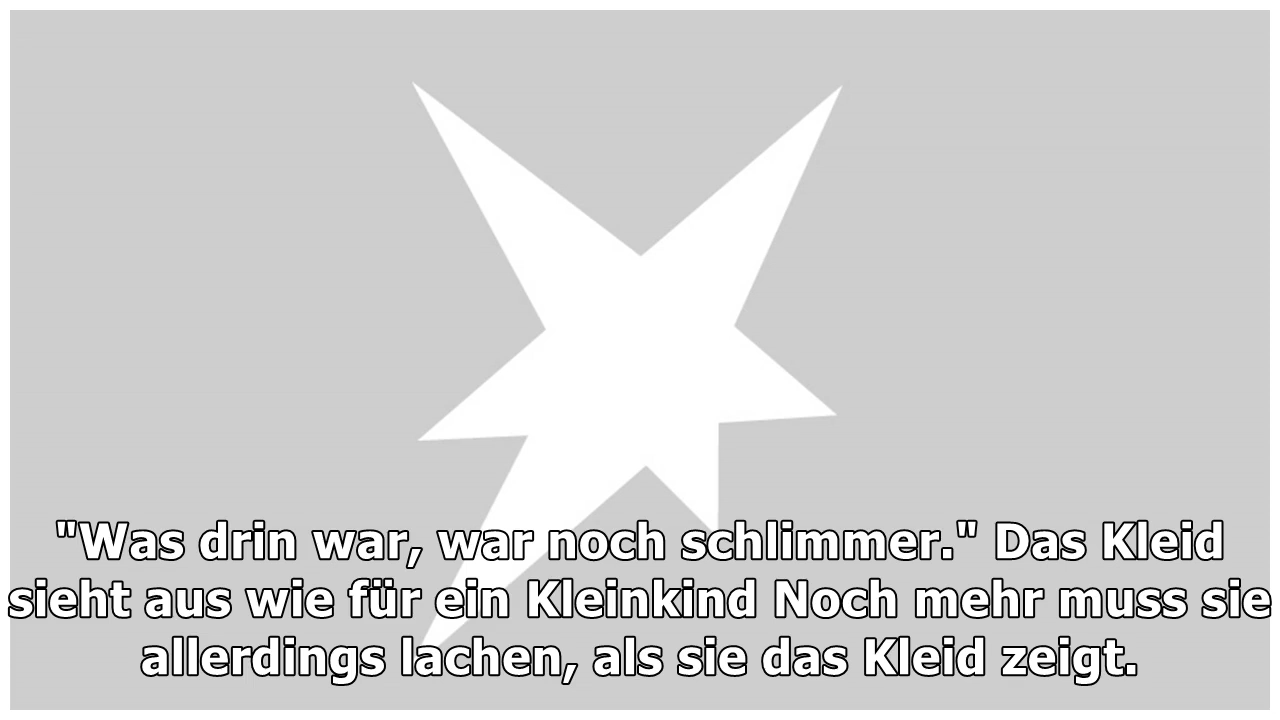 "Was drin war, war noch schlimmer." Das Kleid
sieht aus wie für ein Kleinkind Noch mehr muss sie
allerdings lachen, als sie das Kleid zeigt.